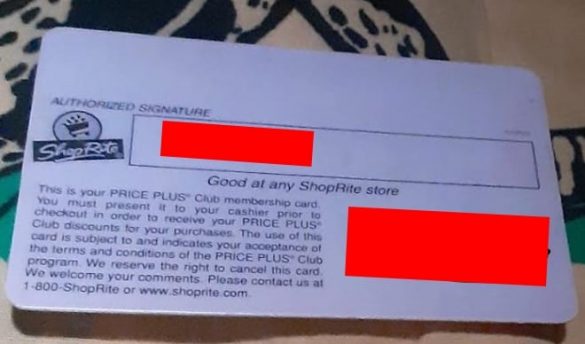 AUTHORIZED SIGNATURE
ShopRite
Good at any ShopRite store
This is your PRICE PLUS® Club membership card.
You must present it to your cashier prior to
checkout in order to receive your PRICE PLUS®
Club discounts for your purchases. The use of this
card is subject to and indicates your acceptance of
the terms and conditions of the PRICE PLUS® Club
program. We reserve the right to cancel this card.
We welcome your comments. Please contact us at
1-800-ShopRite or www.shoprite.com.